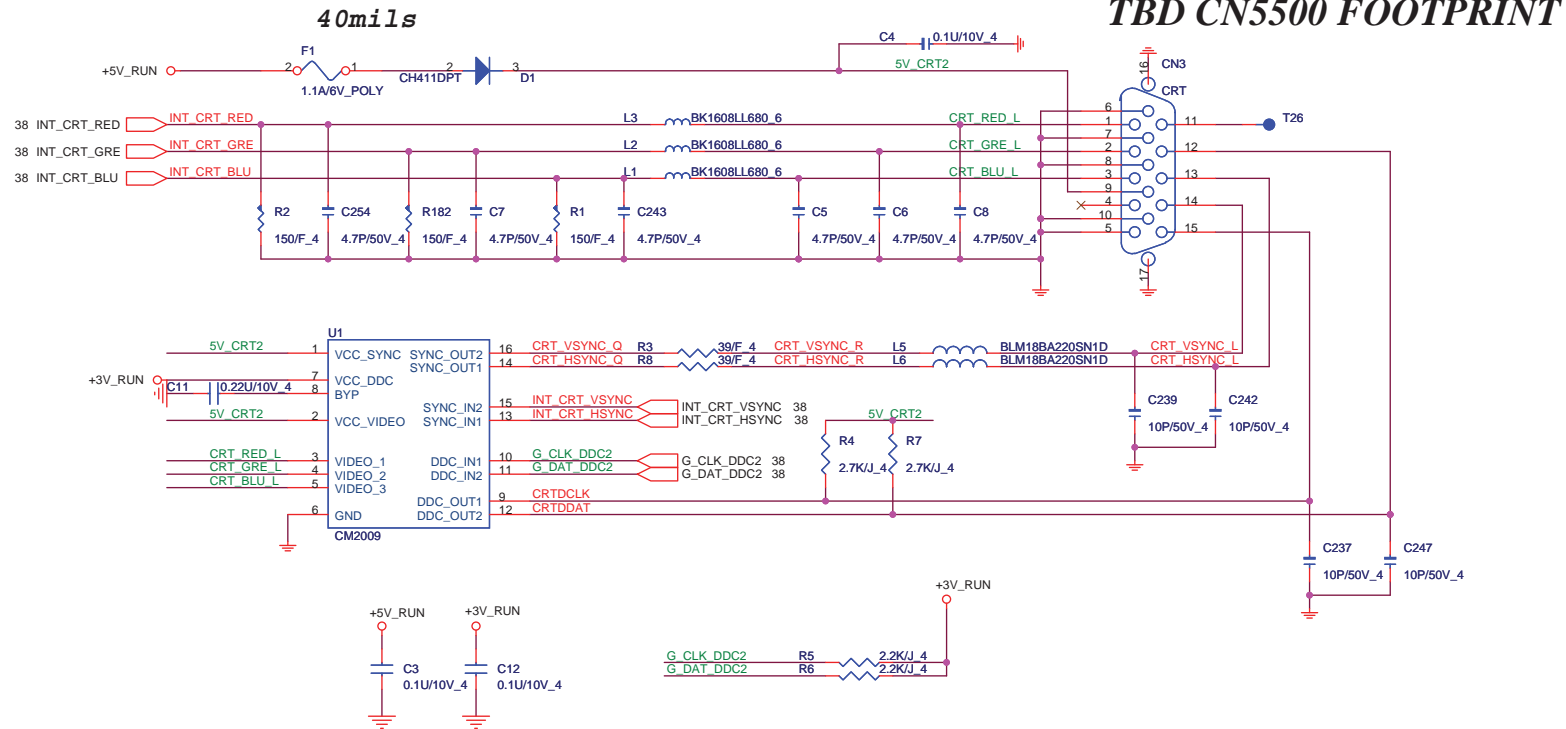 40mils
TBD CN5500 FOOTPRINT
F1
+5V_RUN
2
1
1.1A/6V_POLY
CH411DPT
2
3
D1
C4
0.1U/10V_4
5V_CRT2
16
CN3
CRT
38 INT_CRT_RED
INT_CRT_RED
L3
BK1608LL680_6
CRT_RED_L
38 INT_CRT_GRE
INT_CRT_GRE
L2
BK1608LL680_6
CRT_GRE_L
38 INT_CRT_BLU
INT_CRT_BLU
L1
BK1608LL680_6
CRT_BLU_L
6
1
7
2
8
3
9
4
10
5
11
T26
12
13
14
15
17
R2
150/F_4
C254
4.7P/50V_4
R182
150/F_4
C7
4.7P/50V_4
R1
150/F_4
C243
4.7P/50V_4
C5
4.7P/50V_4
C6
4.7P/50V_4
C8
4.7P/50V_4
U1
5V_CRT2
1
VCC_SYNC
+3V_RUN
7
VCC_DDC
C11
0.22U/10V_4
8
BYP
5V_CRT2
2
VCC_VIDEO
CRT_RED_L
3
VIDEO_1
CRT_GRE_L
4
VIDEO_2
CRT_BLU_L
5
VIDEO_3
6
GND
CM2009
SYNC_OUT2
16
CRT_VSYNC_Q
R3
39/F_4
CRT_VSYNC_R
L5
BLM18BA220SN1D
CRT_VSYNC_L
SYNC_OUT1
14
CRT_HSYNC_Q
R8
39/F_4
CRT_HSYNC_R
L6
BLM18BA220SN1D
CRT_HSYNC_L
SYNC_IN2
15
INT_CRT_VSYNC
INT_CRT_VSYNC 38
SYNC_IN1
13
INT_CRT_HSYNC
INT_CRT_HSYNC 38
DDC_IN1
10
G_CLK_DDC2
G_CLK_DDC2 38
DDC_IN2
11
G_DAT_DDC2
G_DAT_DDC2 38
DDC_OUT1
9
CRTDCLK
DDC_OUT2
12
CRTDDAT
5V_CRT2
R4
2.7K/J_4
R7
2.7K/J_4
C239
10P/50V_4
C242
10P/50V_4
C237
10P/50V_4
C247
10P/50V_4
+5V_RUN
C3
0.1U/10V_4
+3V_RUN
C12
0.1U/10V_4
+3V_RUN
G_CLK_DDC2
R5
2.2K/J_4
G_DAT_DDC2
R6
2.2K/J_4